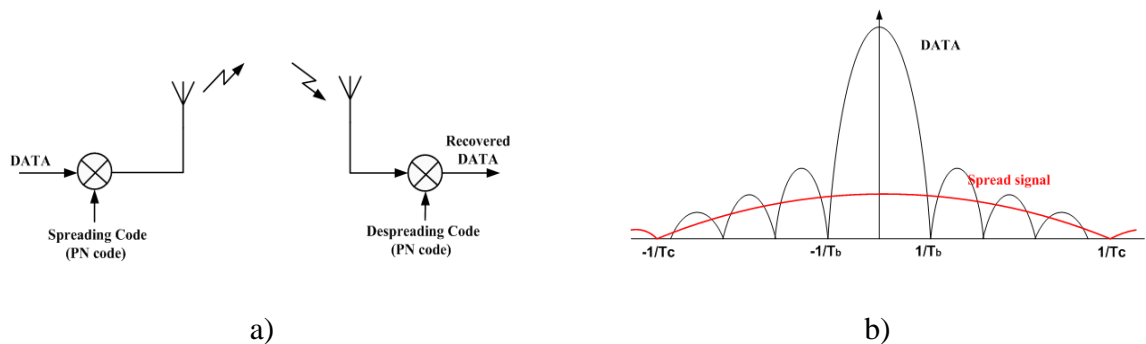 DATA
Spreading Code
(PN code)
Recovered
DATA
Despreading Code
(PN code)
a)
DATA
Spread signal
-1/Tc
-1/Tb
1/Tb
1/Tc
b)